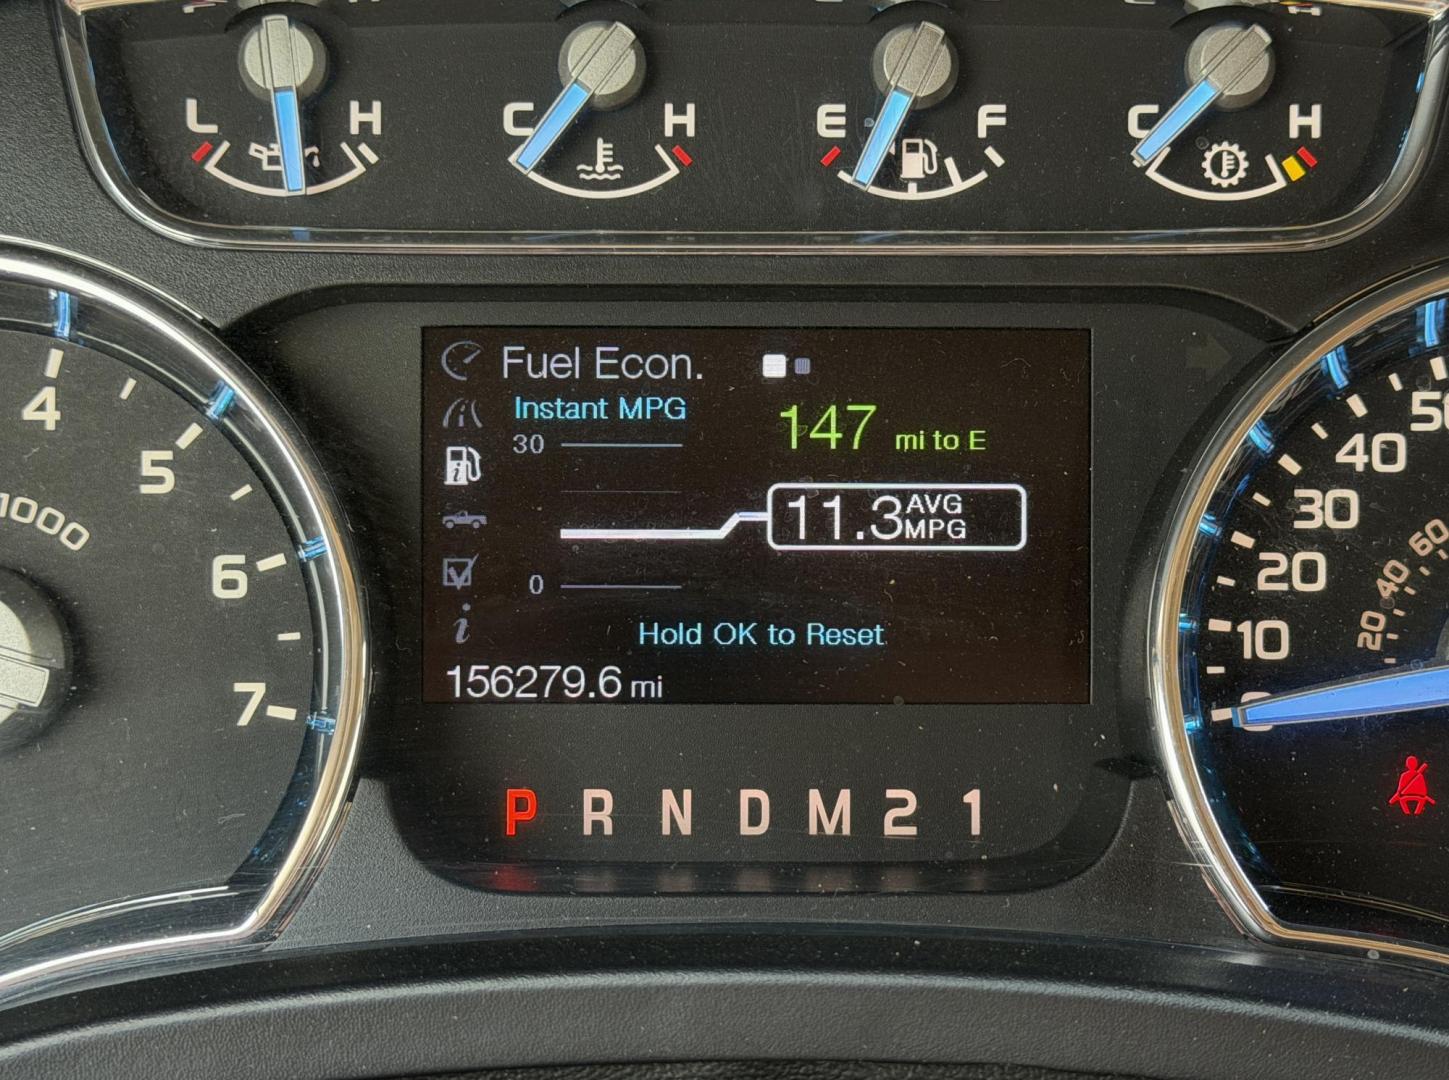 L H C H E F C H
Fuel Econ.
Instant MPG
30
147 mi to E
11.3 AVG MPG
0
Hold OK to Reset
156279.6 mi
P R N D M 2 1
4
5
6
7
1000
50
40
30
20
10
0
60
40
20